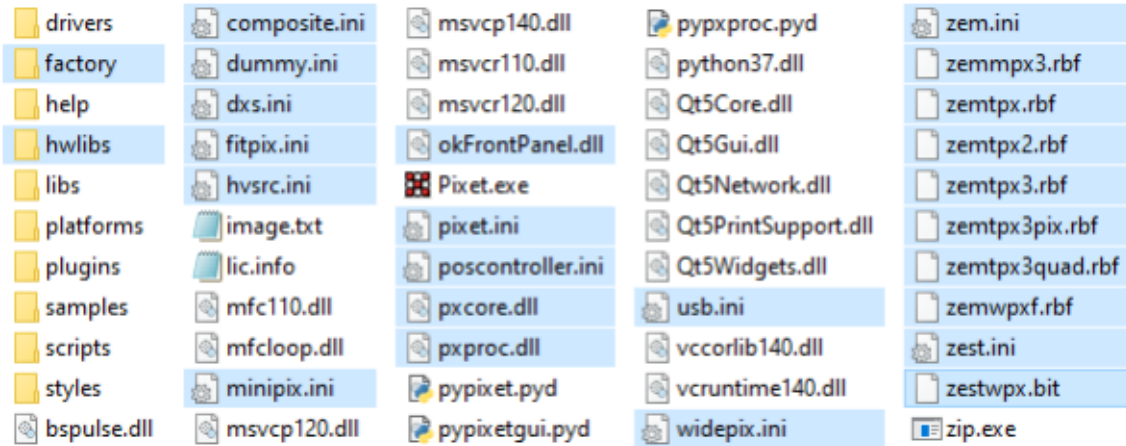 drivers
factory
help
hwlibs
libs
platforms
plugins
samples
scripts
styles
bspulse.dll
composite.ini
dummy.ini
dxs.ini
fitpix.ini
hvsrc.ini
image.txt
lic.info
mfc110.dll
mfcloop.dll
minipix.ini
msvcp120.dll
msvcp140.dll
msvcr110.dll
msvcr120.dll
okFrontPanel.dll
Pixet.exe
pixet.ini
poscontroller.ini
pxcore.dll
pxproc.dll
pypixet.pyd
pypixetgui.pyd
pypxproc.pyd
python37.dll
Qt5Core.dll
Qt5Gui.dll
Qt5Network.dll
Qt5PrintSupport.dll
Qt5Widgets.dll
usb.ini
vccorlib140.dll
vcruntime140.dll
widepix.ini
zem.ini
zemmpx3.rbf
zemtpx.rbf
zemtpx2.rbf
zemtpx3.rbf
zemtpx3pix.rbf
zemtpx3quad.rbf
zemwpxf.rbf
zest.ini
zestwpx.bit
zip.exe